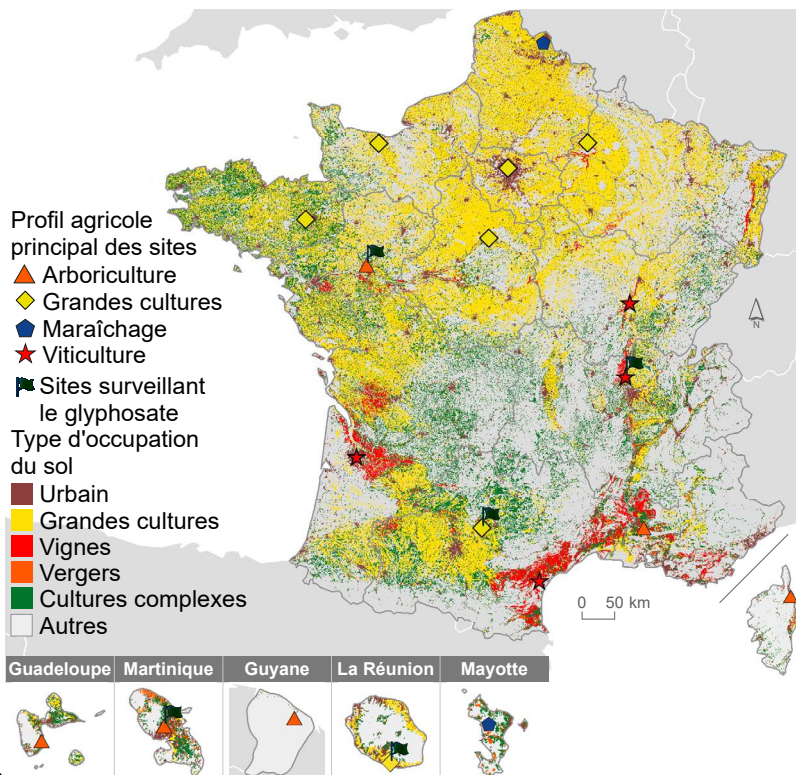 Profil agricole
principal des sites
Arboriculture
Grandes cultures
Maraîchage
Viticulture
Sites surveillant
le glyphosate
Type d'occupation
du sol
Urbain
Grandes cultures
Vignes
Vergers
Cultures complexes
Autres
N
0 50 km
Guadeloupe Martinique Guyane La Réunion Mayotte